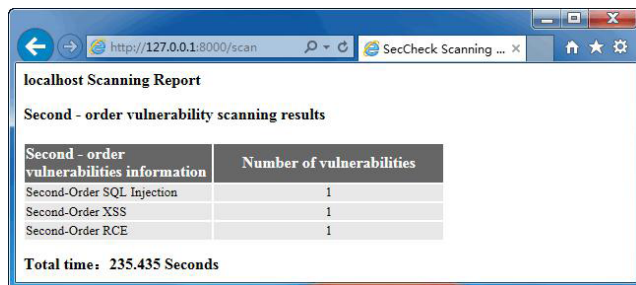 http://127.0.0.1:8000/scan
SecCheck Scanning ...
localhost Scanning Report
Second - order vulnerability scanning results
Second - order vulnerabilities information Number of vulnerabilities
Second-Order SQL Injection 1
Second-Order XSS 1
Second-Order RCE 1
Total time：235.435 Seconds